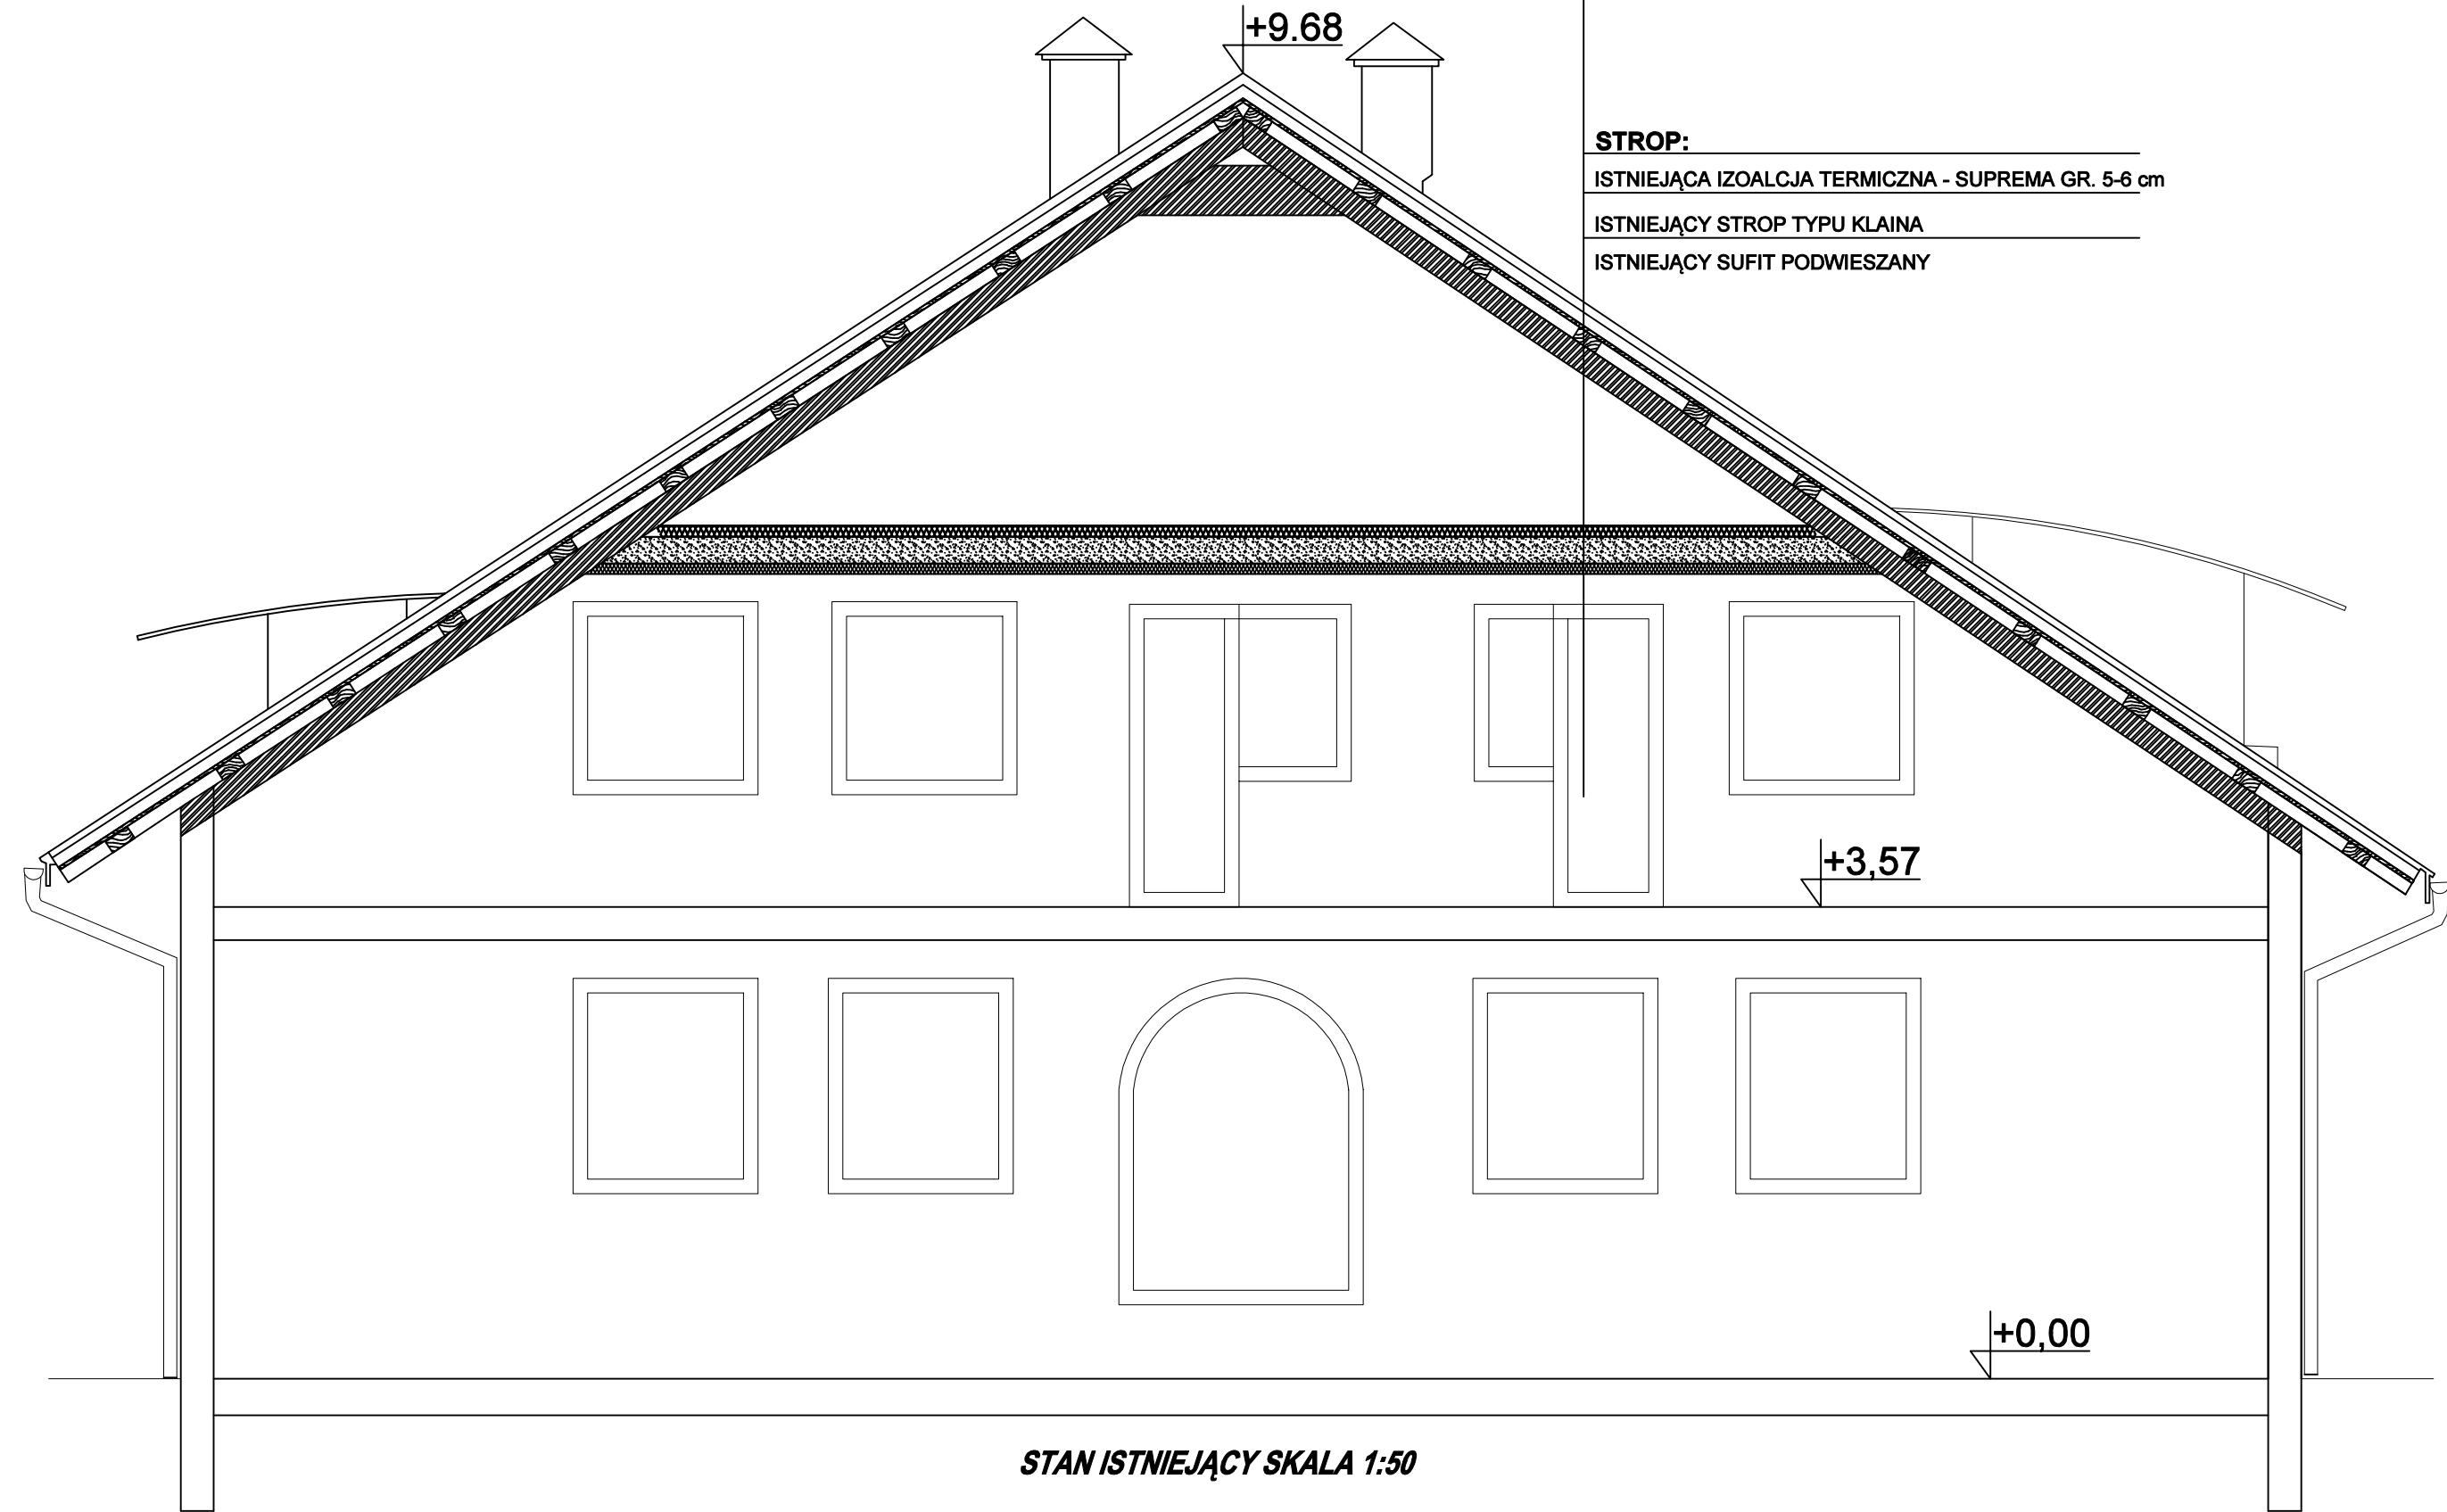 +9.68
STROP:
ISTNIEJĄCA IZOALCJA TERMICZNA - SUPREMA GR. 5-6 cm
ISTNIEJĄCY STROP TYPU KLAINA
ISTNIEJĄCY SUFIT PODWIESZANY
+3,57
+0,00
STAN ISTNIEJĄCY SKALA 1:50